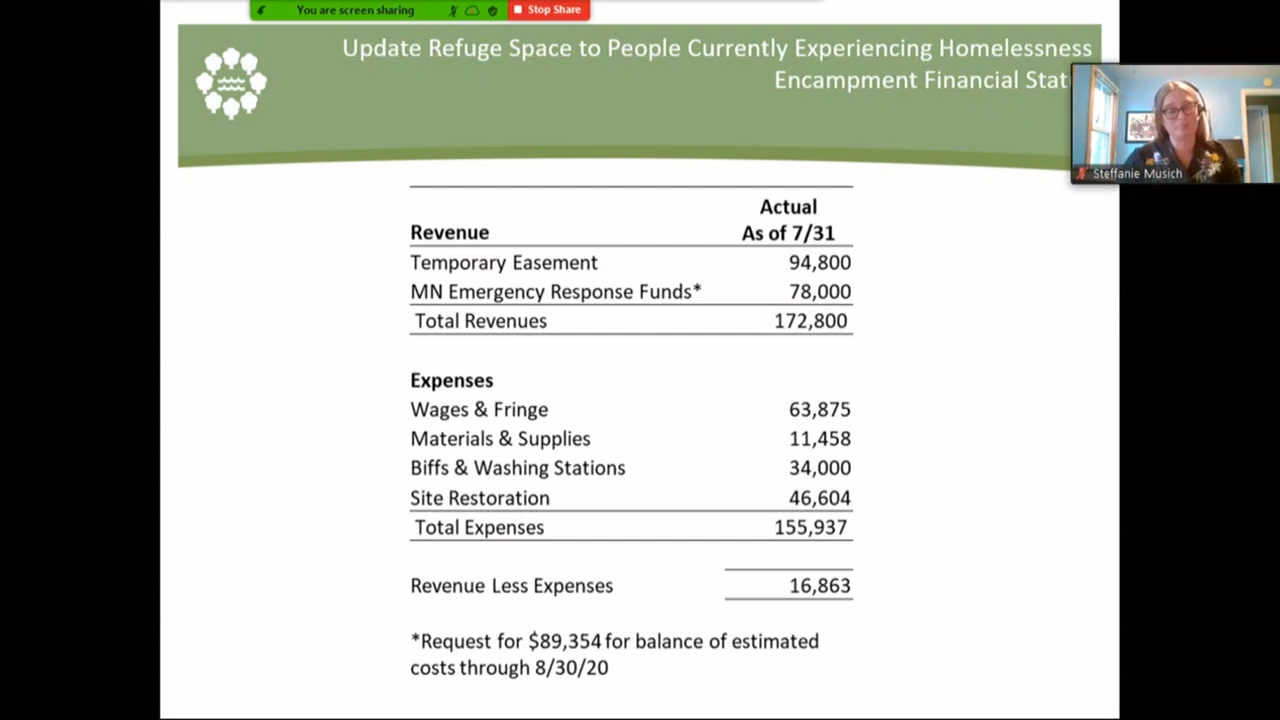 You are screen sharing
Stop Share
Update Refuge Space to People Currently Experiencing Homelessness
Encampment Financial Stat
Steffanie Musich
Actual
Revenue As of 7/31
Temporary Easement 94,800
MN Emergency Response Funds* 78,000
Total Revenues 172,800
Expenses
Wages & Fringe 63,875
Materials & Supplies 11,458
Biffs & Washing Stations 34,000
Site Restoration 46,604
Total Expenses 155,937
Revenue Less Expenses 16,863
*Request for $89,354 for balance of estimated
costs through 8/30/20